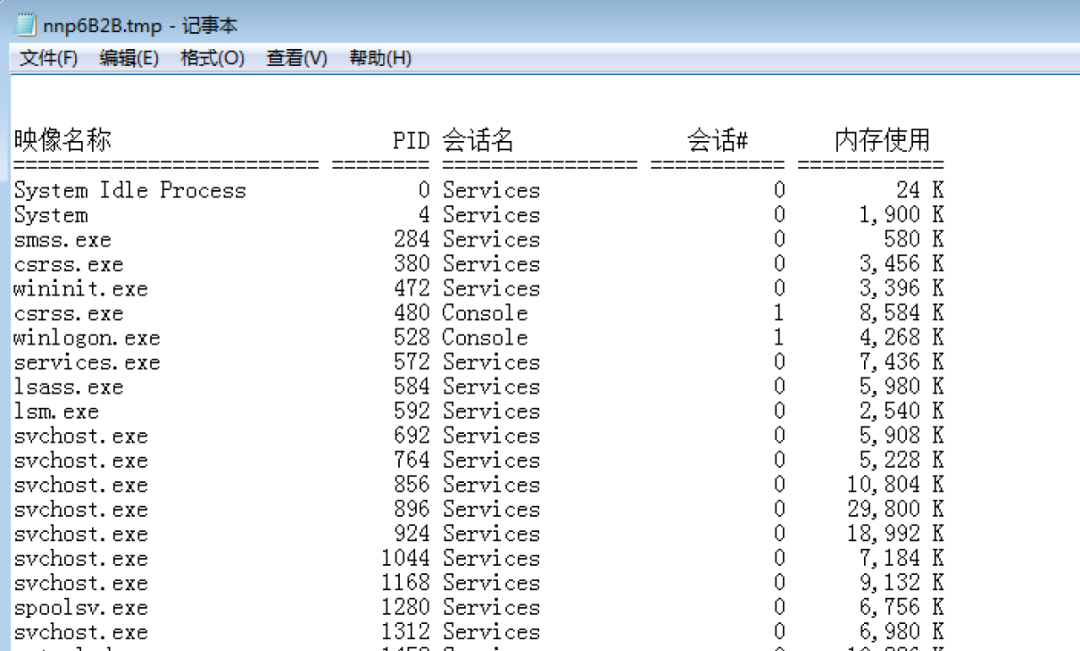 nnp6B2B.tmp - 记事本
文件(F) 编辑(E) 格式(O) 查看(V) 帮助(H)
映像名称 PID 会话名 会话# 内存使用
========================= ======== ================ =========== ============
System Idle Process 0 Services 0 24 K
System 4 Services 0 1,900 K
smss.exe 284 Services 0 580 K
csrss.exe 380 Services 0 3,456 K
wininit.exe 472 Services 0 3,396 K
csrss.exe 480 Console 1 8,584 K
winlogon.exe 528 Console 1 4,268 K
services.exe 572 Services 0 7,436 K
lsass.exe 584 Services 0 5,980 K
lsm.exe 592 Services 0 2,540 K
svchost.exe 692 Services 0 5,908 K
svchost.exe 764 Services 0 5,228 K
svchost.exe 856 Services 0 10,804 K
svchost.exe 896 Services 0 29,800 K
svchost.exe 924 Services 0 18,992 K
svchost.exe 1044 Services 0 7,184 K
svchost.exe 1168 Services 0 9,132 K
spoolsv.exe 1280 Services 0 6,756 K
svchost.exe 1312 Services 0 6,980 K